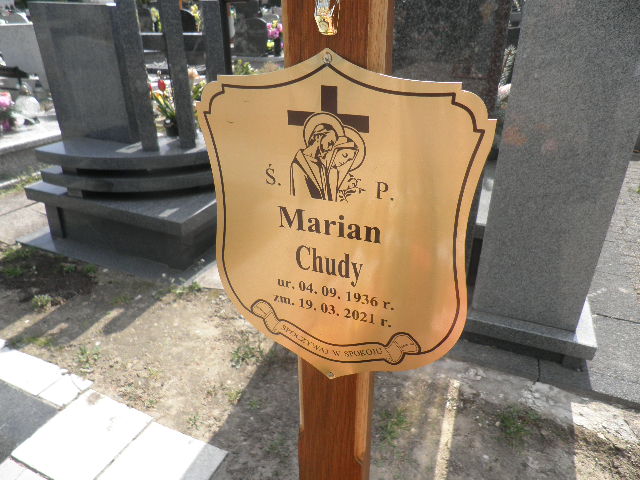 Ś. P.
Marian
Chudy
ur. 04. 09. 1936 r.
zm. 19. 03. 2021 r.
SPOCZYWAJ W SPOKOJU